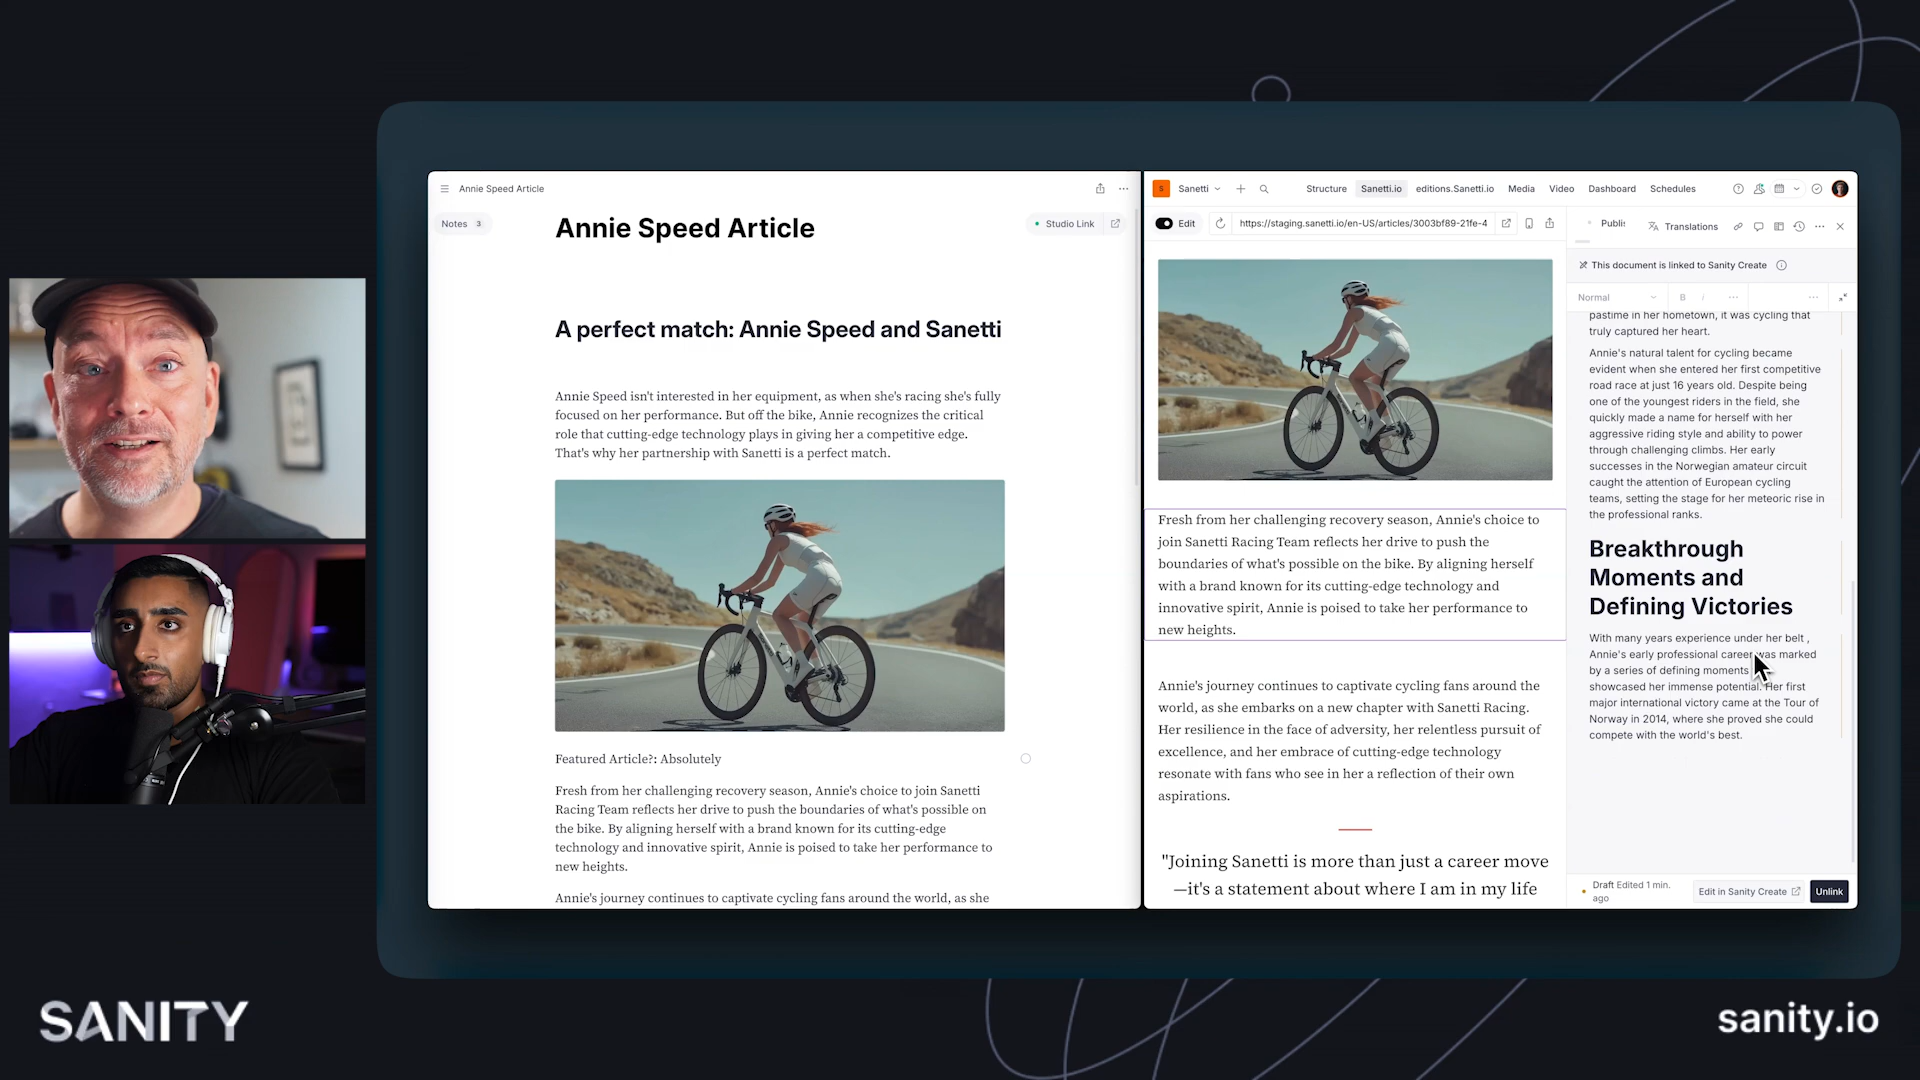 Annie Speed Article
Notes 3
Studio Link
Annie Speed Article
A perfect match: Annie Speed and Sanetti
Annie Speed isn't interested in her equipment, as when she's racing she's fully
focused on her performance. But off the bike, Annie recognizes the critical
role that cutting-edge technology plays in giving her a competitive edge.
That's why her partnership with Sanetti is a perfect match.
Featured Article?: Absolutely
Fresh from her challenging recovery season, Annie's choice to join Sanetti
Racing Team reflects her drive to push the boundaries of what's possible on
the bike. By aligning herself with a brand known for its cutting-edge
technology and innovative spirit, Annie is poised to take her performance to
new heights.
Annie's journey continues to captivate cycling fans around the world, as she
S Sanetti
Structure Sanetti.io editions.Sanetti.io Media Video Dashboard Schedules
Edit
https://staging.sanetti.io/en-US/articles/3003bf89-21fe-4
Fresh from her challenging recovery season, Annie's choice to
join Sanetti Racing Team reflects her drive to push the
boundaries of what's possible on the bike. By aligning herself
with a brand known for its cutting-edge technology and
innovative spirit, Annie is poised to take her performance to
new heights.
Annie's journey continues to captivate cycling fans around the
world, as she embarks on a new chapter with Sanetti Racing.
Her resilience in the face of adversity, her relentless pursuit of
excellence, and her embrace of cutting-edge technology
resonate with fans who see in her a reflection of their own
aspirations.
"Joining Sanetti is more than just a career move
—it's a statement about where I am in my life
Publi: Translations
This document is linked to Sanity Create
Normal B i
pastime in her hometown, it was cycling that
truly captured her heart.
Annie's natural talent for cycling became
evident when she entered her first competitive
road race at just 16 years old. Despite being
one of the youngest riders in the field, she
quickly made a name for herself with her
aggressive riding style and ability to power
through challenging climbs. Her early
successes in the Norwegian amateur circuit
caught the attention of European cycling
teams, setting the stage for her meteoric rise in
the professional ranks.
Breakthrough
Moments and
Defining Victories
With many years experience under her belt ,
Annie's early professional career was marked
by a series of defining moments
showcased her immense potential. Her first
major international victory came at the Tour of
Norway in 2014, where she proved she could
compete with the world's best.
Draft Edited 1 min.
ago
Edit in Sanity Create
Unlink
SANITY
sanity.io